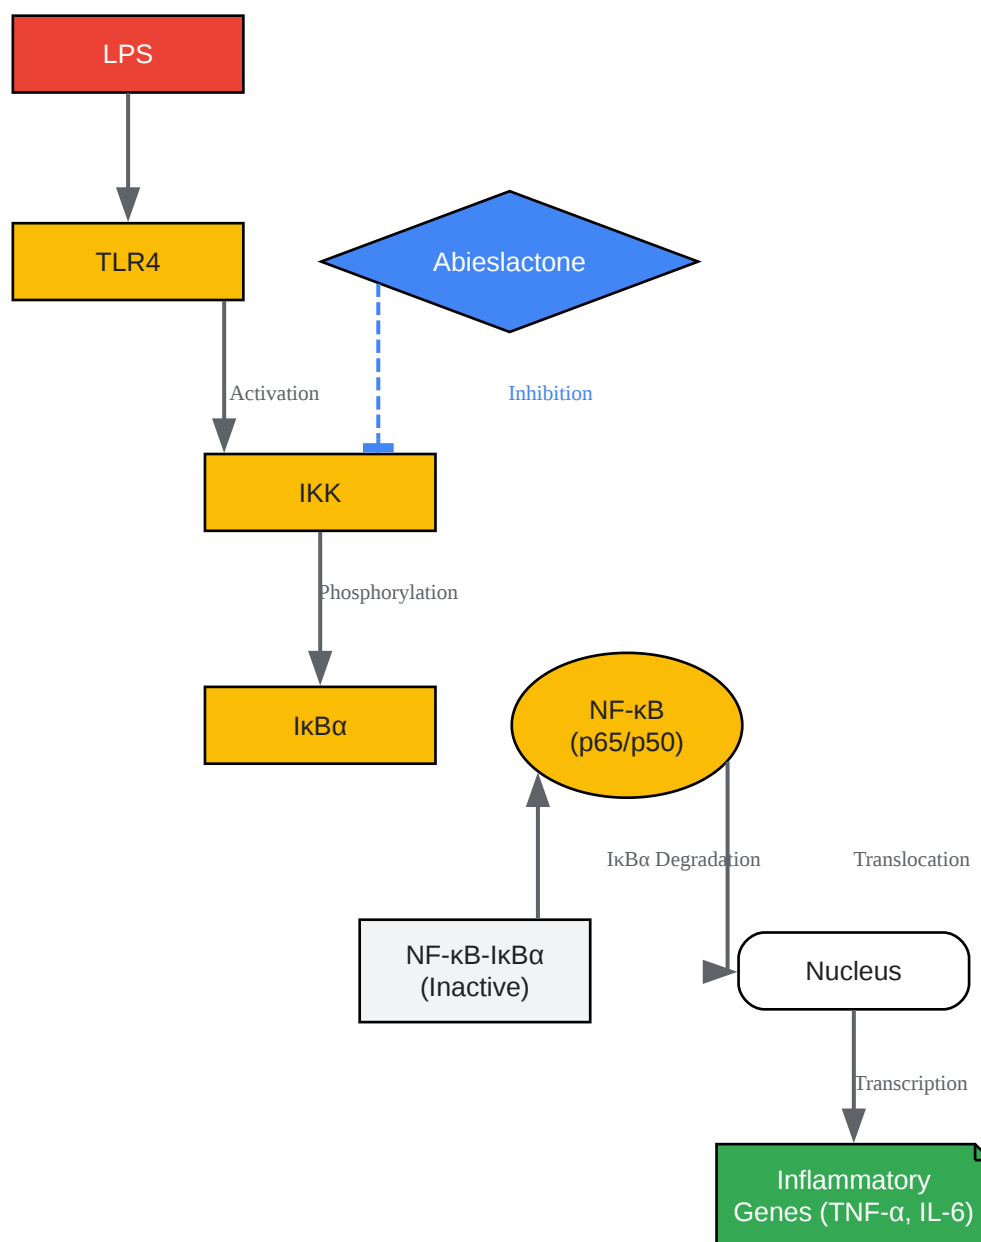 LPS
TLR4
Abieslactone
Activation
Inhibition
IKK
Phosphorylation
IκBα
NF-κB
(p65/p50)
IκBα Degradation
Translocation
NF-κB-IκBα
(Inactive)
Nucleus
Transcription
Inflammatory
Genes (TNF-α, IL-6)